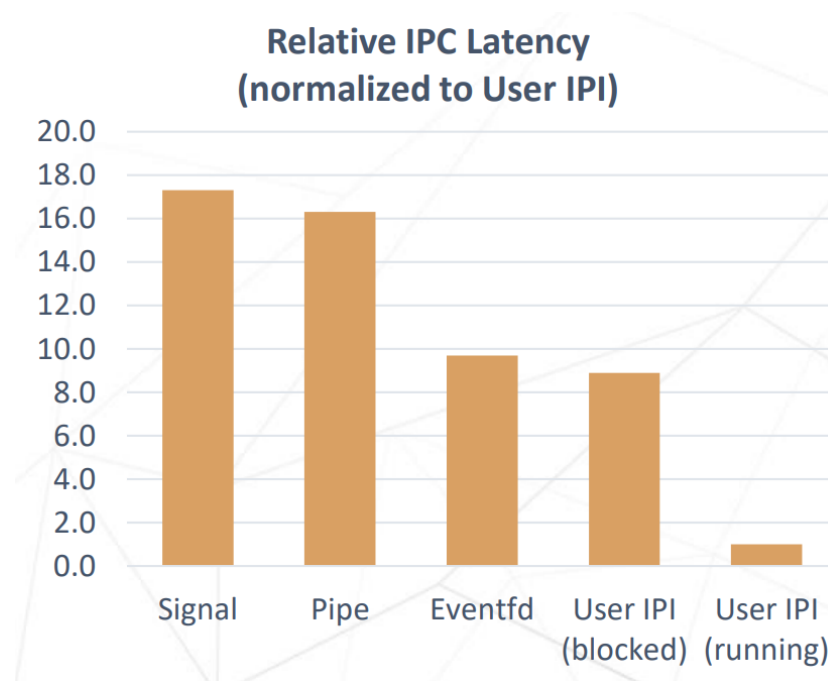 Relative IPC Latency
(normalized to User IPI)
20.0
18.0
16.0
14.0
12.0
10.0
8.0
6.0
4.0
2.0
0.0
Signal Pipe Eventfd User IPI User IPI
(blocked) (running)